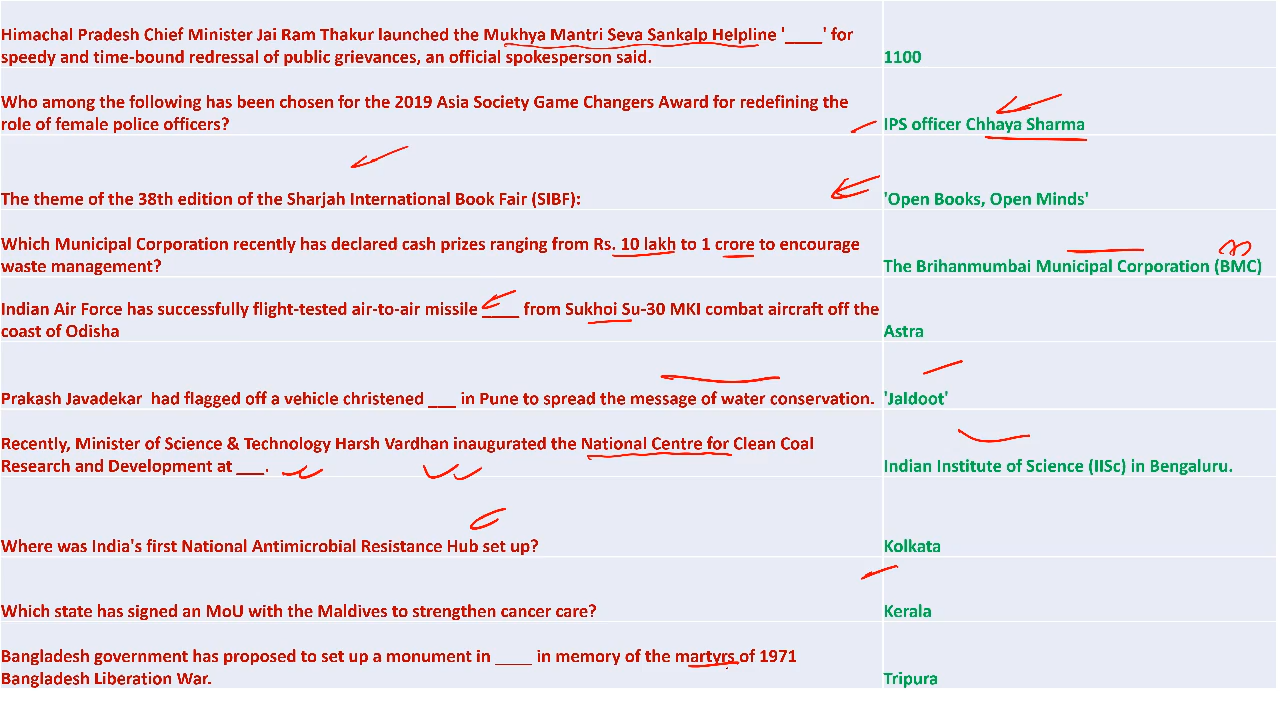 Himachal Pradesh Chief Minister Jai Ram Thakur launched the Mukhya Mantri Seva Sankalp Helpline '____' for
speedy and time-bound redressal of public grievances, an official spokesperson said.
1100
Who among the following has been chosen for the 2019 Asia Society Game Changers Award for redefining the
role of female police officers?
IPS officer Chhaya Sharma
The theme of the 38th edition of the Sharjah International Book Fair (SIBF):
'Open Books, Open Minds'
Which Municipal Corporation recently has declared cash prizes ranging from Rs. 10 lakh to 1 crore to encourage
waste management?
The Brihanmumbai Municipal Corporation (BMC)
Indian Air Force has successfully flight-tested air-to-air missile ____ from Sukhoi Su-30 MKI combat aircraft off the
coast of Odisha
Astra
Prakash Javadekar  had flagged off a vehicle christened ___ in Pune to spread the message of water conservation.
'Jaldoot'
Recently, Minister of Science & Technology Harsh Vardhan inaugurated the National Centre for Clean Coal
Research and Development at ___.
Indian Institute of Science (IISc) in Bengaluru.
Where was India's first National Antimicrobial Resistance Hub set up?
Kolkata
Which state has signed an MoU with the Maldives to strengthen cancer care?
Kerala
Bangladesh government has proposed to set up a monument in ____ in memory of the martyrs of 1971
Bangladesh Liberation War.
Tripura